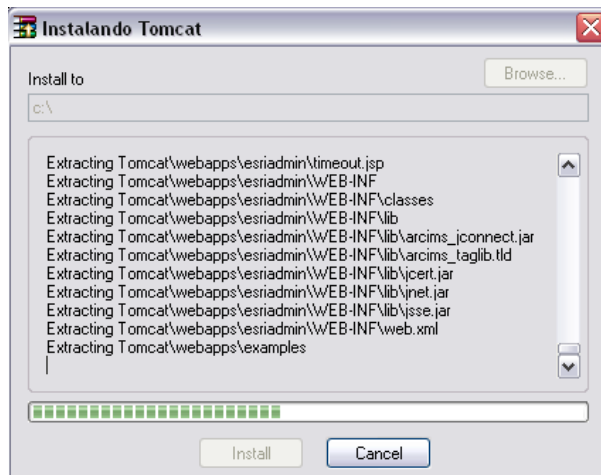 Instalando Tomcat
Browse...
Install to
c:\
Extracting Tomcat\webapps\esriadmin\timeout.jsp
Extracting Tomcat\webapps\esriadmin\WEB-INF
Extracting Tomcat\webapps\esriadmin\WEB-INF\classes
Extracting Tomcat\webapps\esriadmin\WEB-INF\lib
Extracting Tomcat\webapps\esriadmin\WEB-INF\lib\arcims_jconnect.jar
Extracting Tomcat\webapps\esriadmin\WEB-INF\lib\arcims_taglib.tld
Extracting Tomcat\webapps\esriadmin\WEB-INF\lib\jcert.jar
Extracting Tomcat\webapps\esriadmin\WEB-INF\lib\jnet.jar
Extracting Tomcat\webapps\esriadmin\WEB-INF\lib\jsse.jar
Extracting Tomcat\webapps\esriadmin\WEB-INF\web.xml
Extracting Tomcat\webapps\examples
Install Cancel